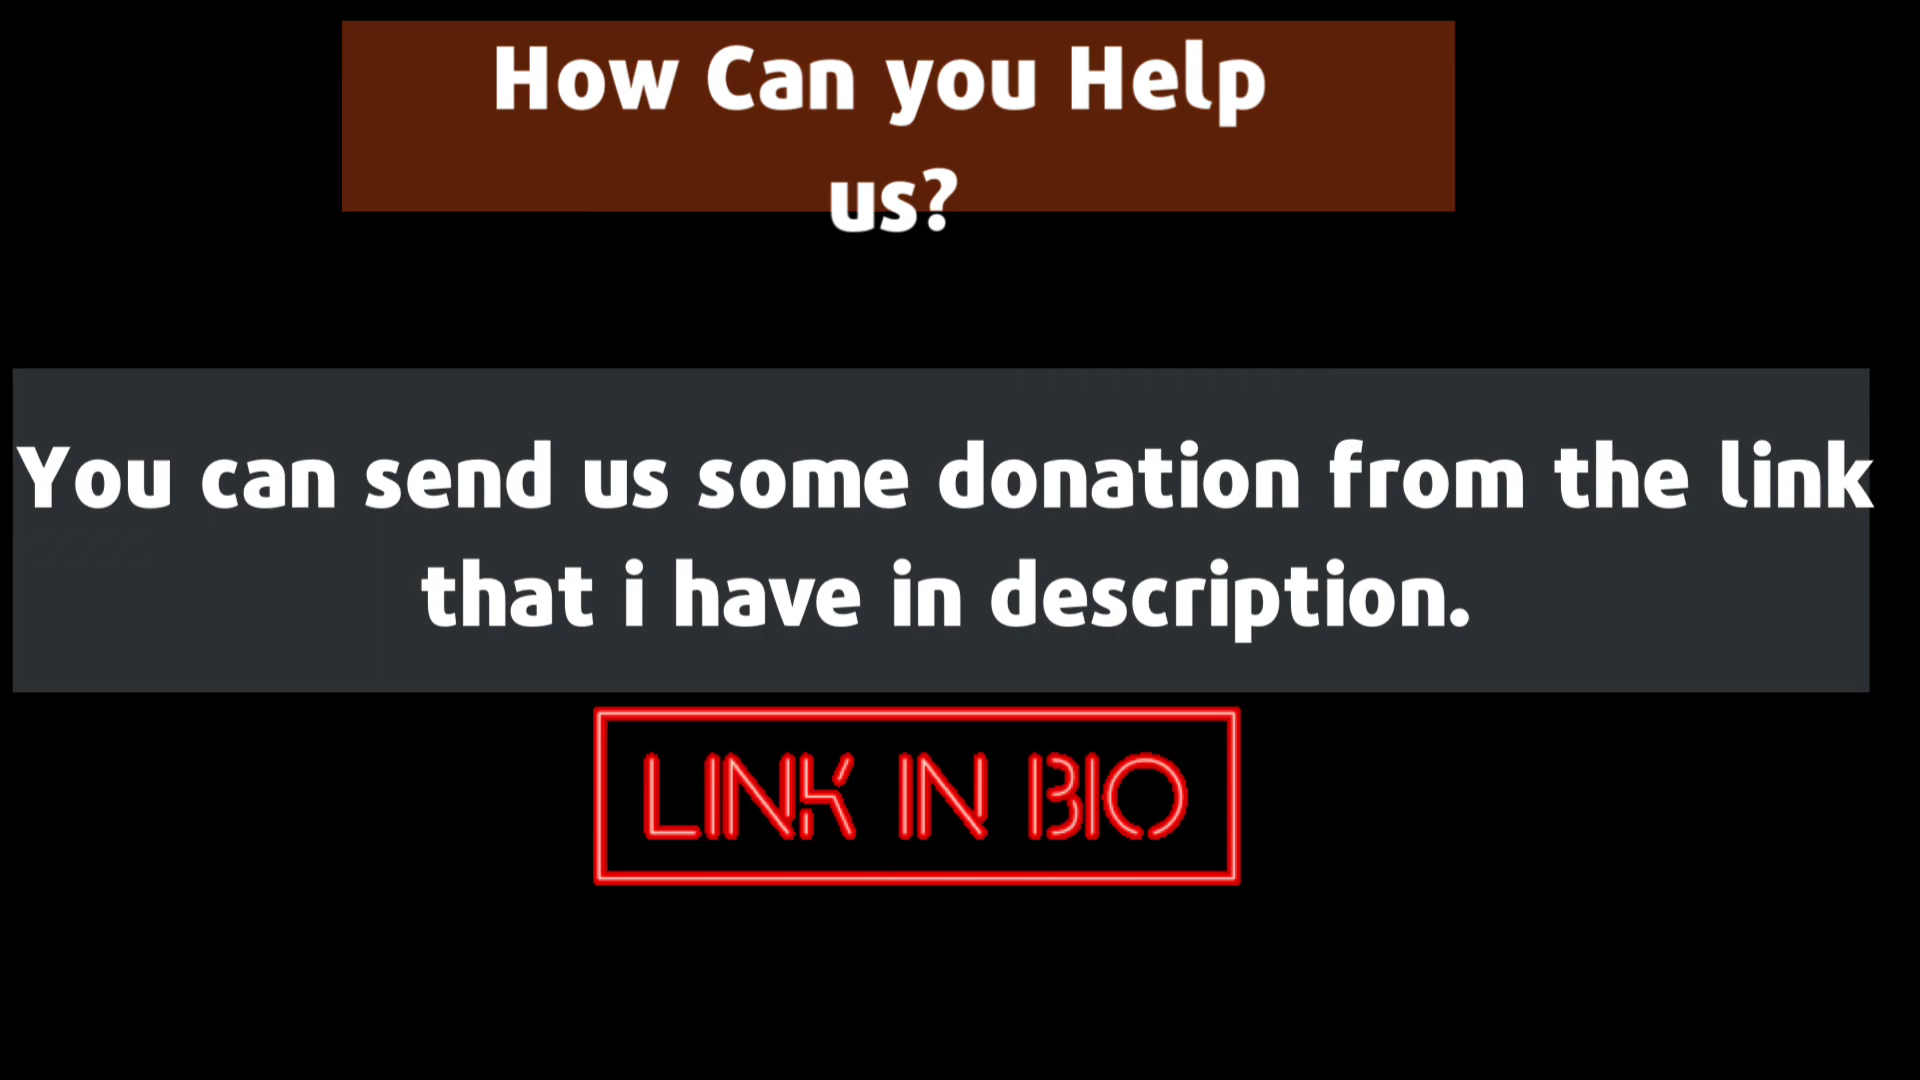 How Can you Help
us?
You can send us some donation from the link
that i have in description.
LINK IN BIO